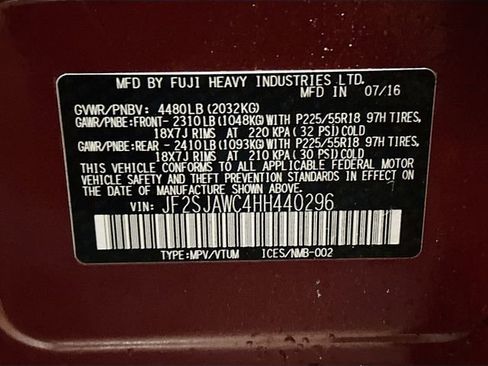 MFD BY FUJI HEAVY INDUSTRIES LTD. IN 07/16
GVWR/PNBV: 4480LB (2032KG)
GAWR/PNBE:FRONT- 2310LB (1048KG)WITH P225/55R18 97H TIRES,
18X7J RIMS AT 220 KPA (32 PSI)COLD
GAWR/PNBE:REAR - 2410LB (1093KG)WITH P225/55R18 97H TIRES,
18X7J RIMS AT 210 KPA (30 PSI)COLD
THIS VEHICLE CONFORMS TO ALL APPLICABLE FEDERAL MOTOR
VEHICLE SAFETY AND THEFT PREVENTION STANDARDS IN EFFECT ON
THE DATE OF MANUFACTURE SHOWN ABOVE.
VIN: JF2SJAWC4HH440296
TYPE:MPV/VTUM ICES/NMB-002